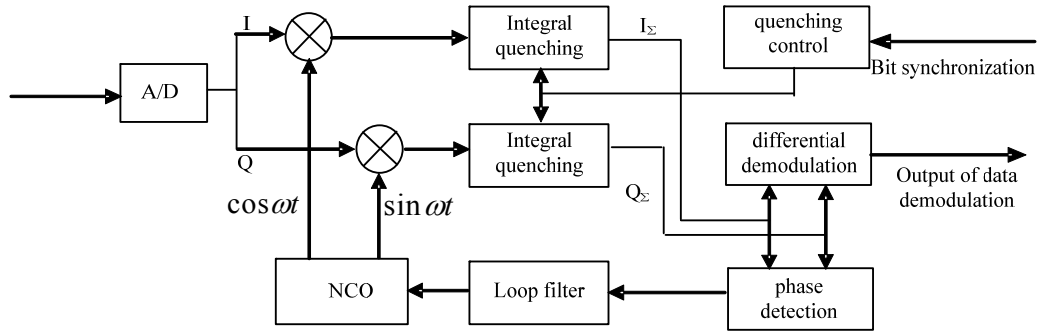 I
Integral
quenching
I_Σ
quenching
control
Bit synchronization
A/D
Q
Integral
quenching
differential
demodulation
Output of data
demodulation
cosωt
sinωt
Q_Σ
NCO
Loop filter
phase
detection